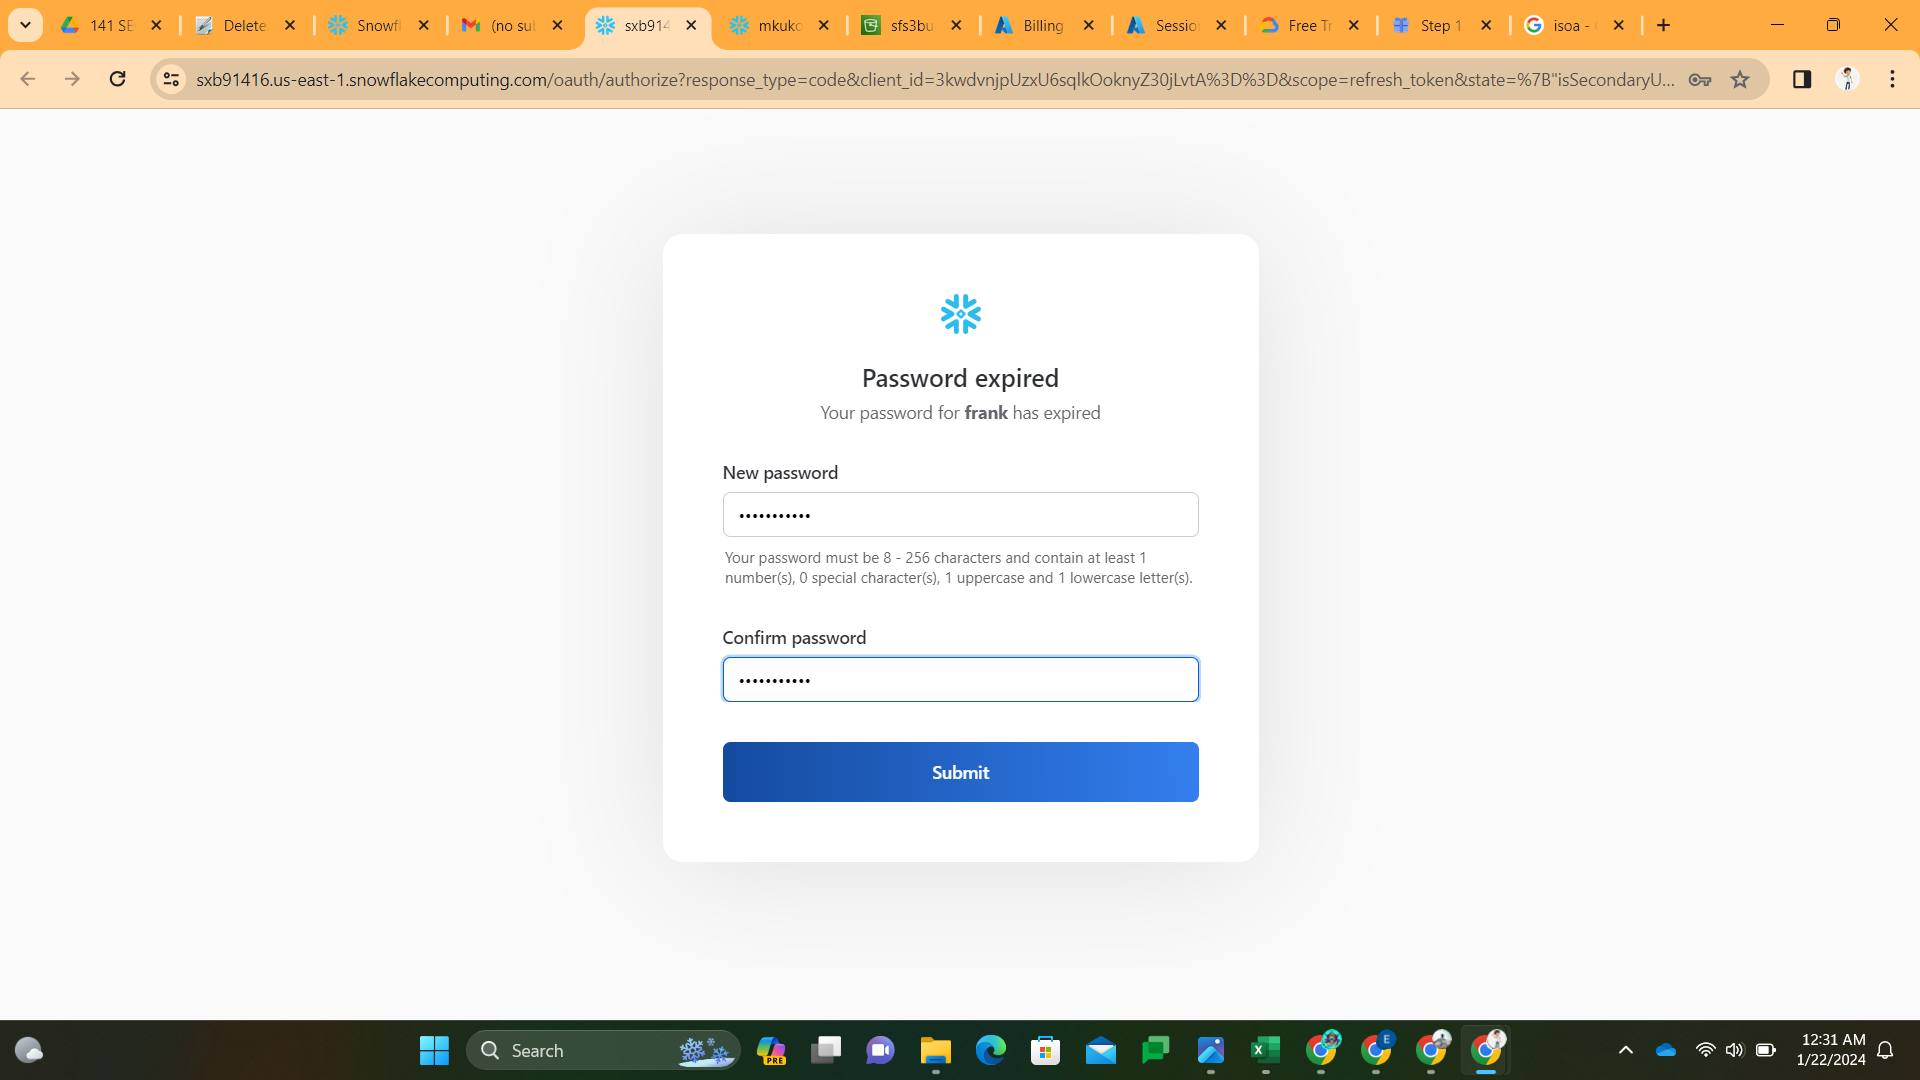 141 SE
Delete
Snowfl
(no sub
sxb914
mkuko
sfs3bu
Billing
Session
Free Tr
Step 1
isoa -
sxb91416.us-east-1.snowflakecomputing.com/oauth/authorize?response_type=code&client_id=3kwdvnjpUzxU6sqlkOoknyZ30jLvtA%3D%3D&scope=refresh_token&state=%7B"isSecondaryU...
Password expired
Your password for frank has expired
New password
•••••••••••
Your password must be 8 - 256 characters and contain at least 1
number(s), 0 special character(s), 1 uppercase and 1 lowercase letter(s).
Confirm password
•••••••••••
Submit
Search
PRE
E
12:31 AM
1/22/2024